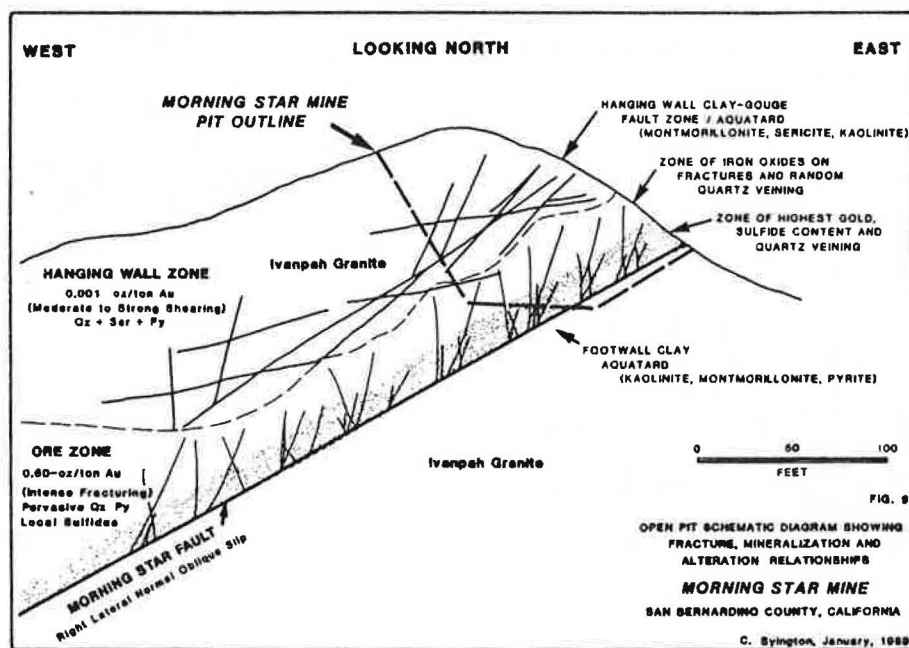 WEST
LOOKING NORTH
EAST
MORNING STAR MINE
PIT OUTLINE
HANGING WALL CLAY-GOUGE
FAULT ZONE / AQUATARD
(MONTMORILLONITE, SERICITE, KAOLINITE)
ZONE OF IRON OXIDES ON
FRACTURES AND RANDOM
QUARTZ VEINING
ZONE OF HIGHEST GOLD,
SULFIDE CONTENT AND
QUARTZ VEINING
Ivanpah Granite
HANGING WALL ZONE
0.001 oz/ton Au
(Moderate to Strong Shearing)
Qz + Ser + Py
FOOTWALL CLAY
AQUATARD
(KAOLINITE, MONTMORILLONITE, PYRITE)
ORE ZONE
0.60-oz/ton Au
(Intense Fracturing)
Pervasive Qz Py
Local Sulfides
Ivanpah Granite
MORNING STAR FAULT
Right Lateral Normal Oblique Slip
0 50 100
FEET
FIG. 9
OPEN PIT SCHEMATIC DIAGRAM SHOWING
FRACTURE, MINERALIZATION AND
ALTERATION RELATIONSHIPS
MORNING STAR MINE
SAN BERNARDINO COUNTY, CALIFORNIA
C. Byington, January,